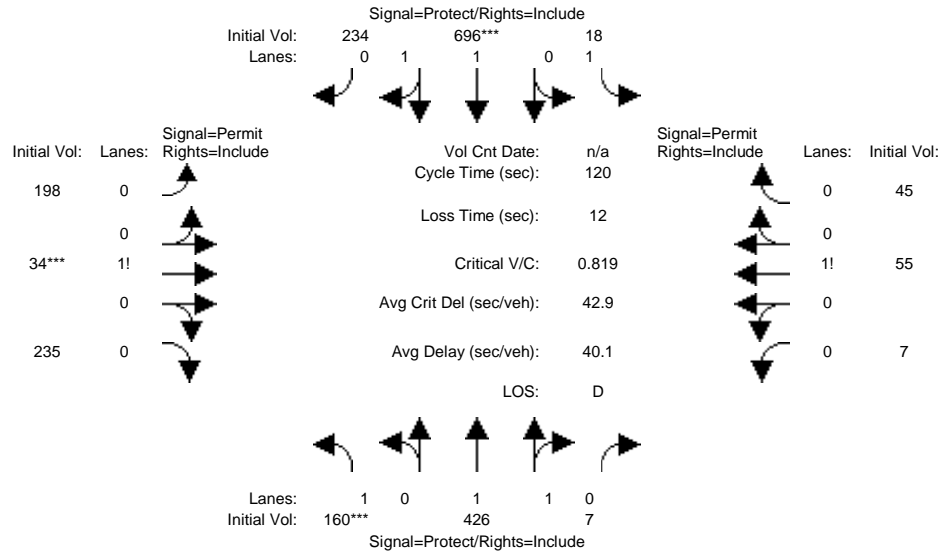 Signal=Protect/Rights=Include
Initial Vol: 234 696*** 18
Lanes: 0 1 1 0 1
Signal=Permit
Initial Vol: Lanes: Rights=Include
Vol Cnt Date: n/a
Signal=Permit
Rights=Include Lanes: Initial Vol:
Cycle Time (sec): 120
198 0
0 45
Loss Time (sec): 12
0
0
34*** 1!
Critical V/C: 0.819
1! 55
0
Avg Crit Del (sec/veh): 42.9
0
235 0
Avg Delay (sec/veh): 40.1
0 7
LOS: D
Lanes: 1 0 1 1 0
Initial Vol: 160*** 426 7
Signal=Protect/Rights=Include